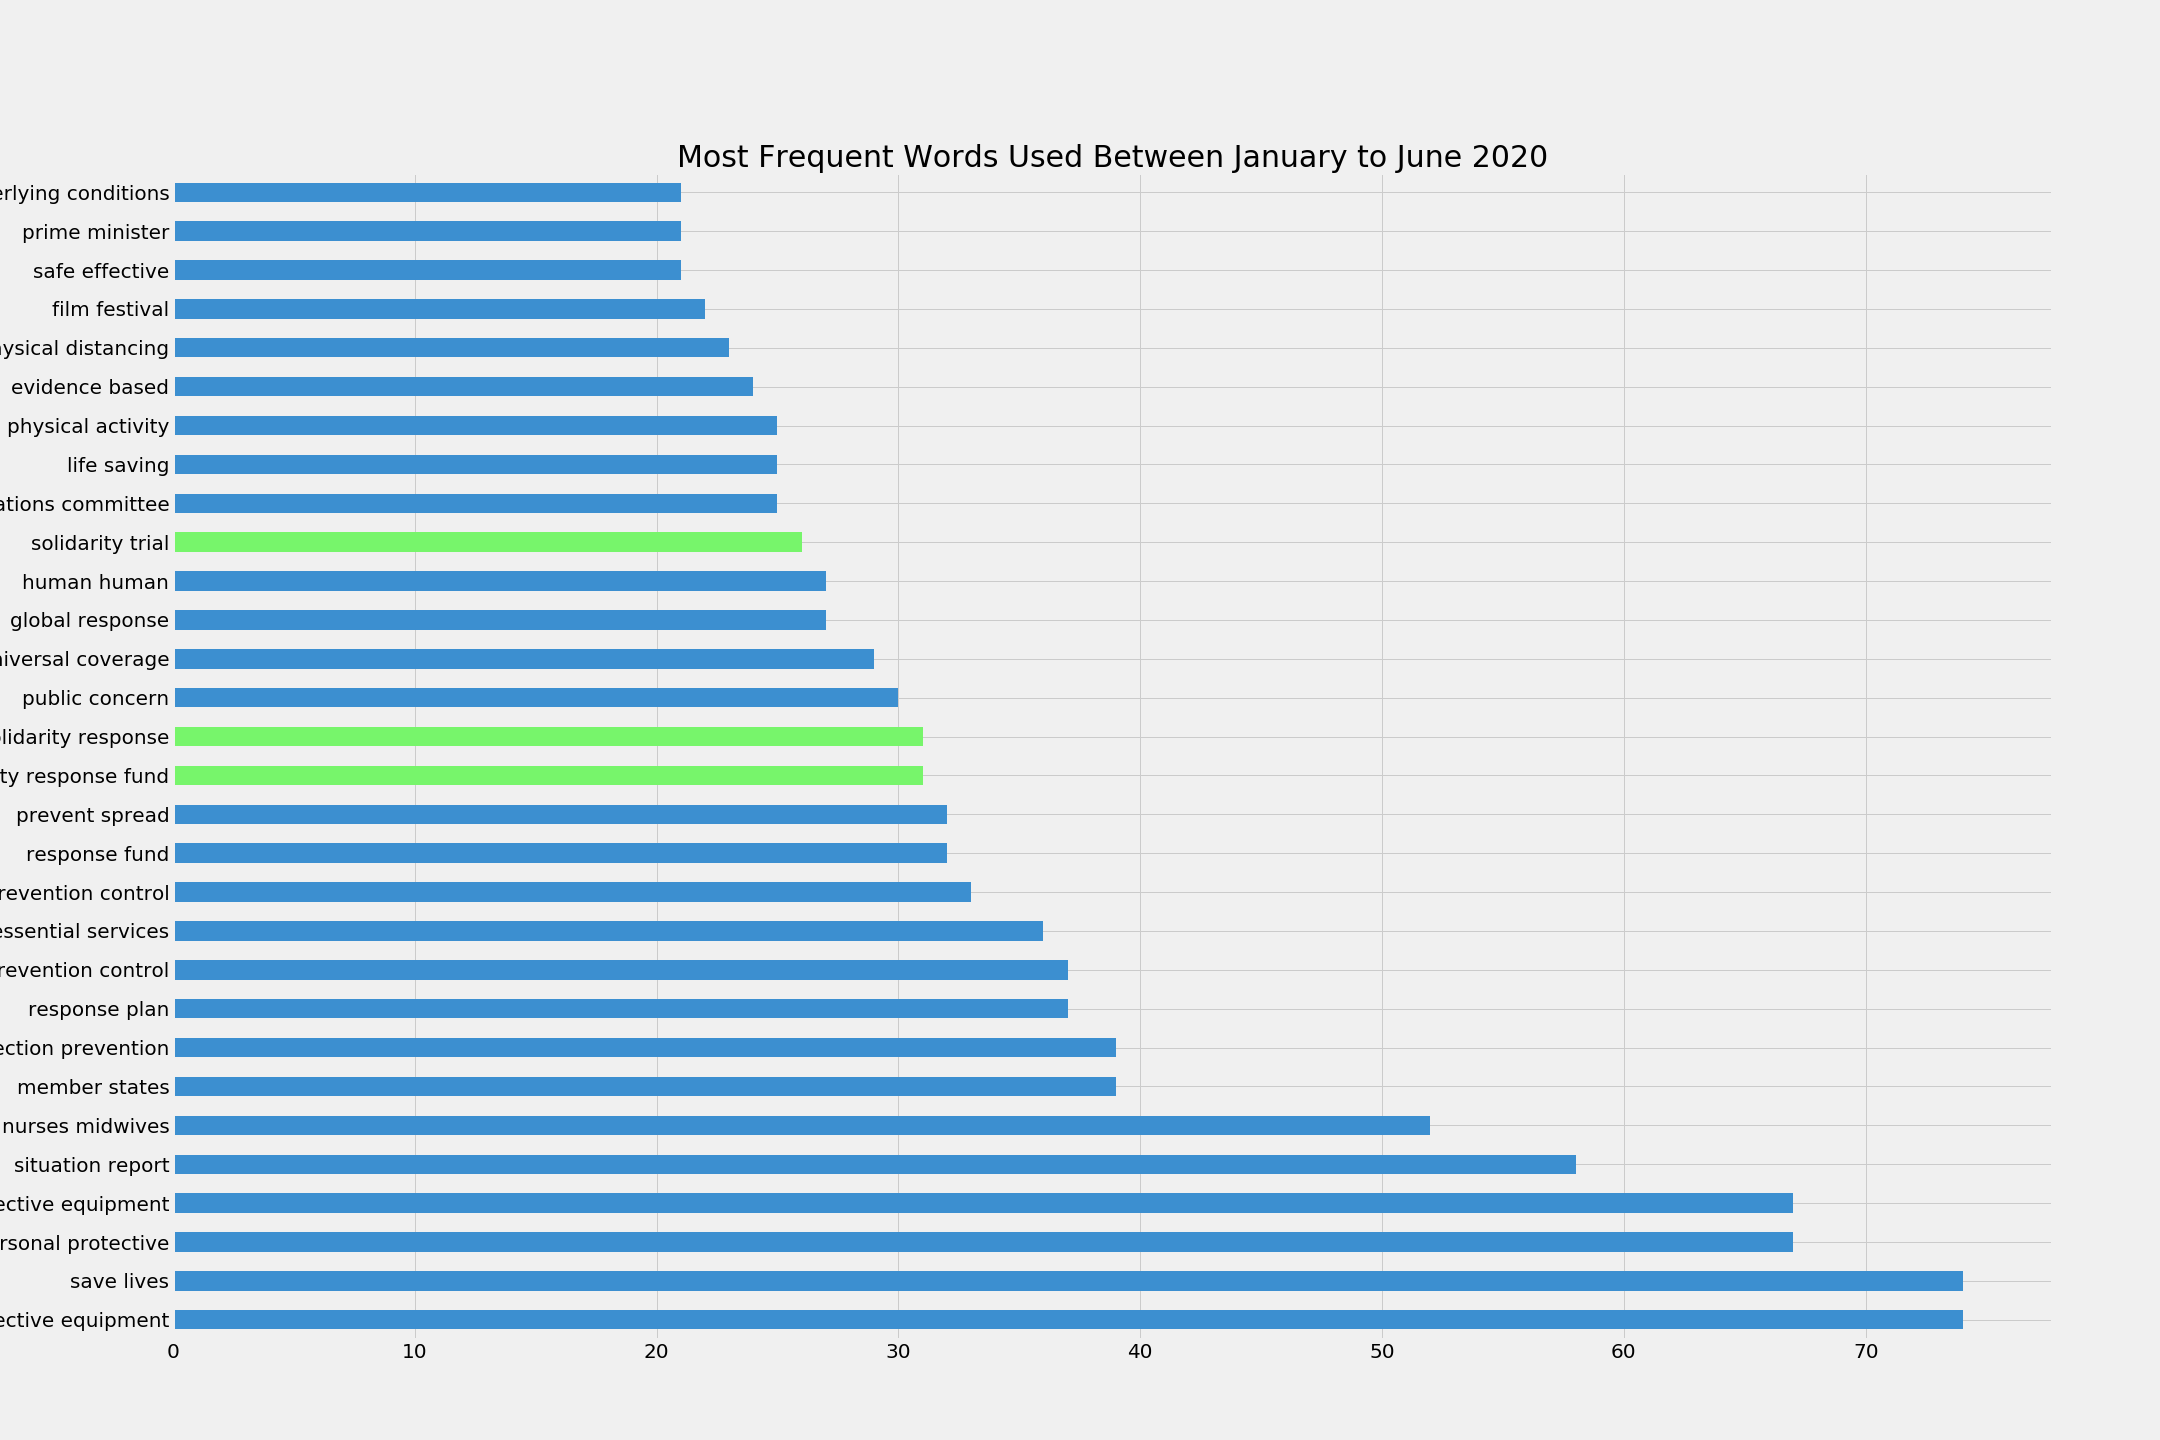 Most Frequent Words Used Between January to June 2020
erlying conditions
prime minister
safe effective
film festival
ysical distancing
evidence based
physical activity
life saving
ations committee
solidarity trial
human human
global response
iversal coverage
public concern
lidarity response
ty response fund
prevent spread
response fund
revention control
essential services
revention control
response plan
ection prevention
member states
nurses midwives
situation report
ective equipment
rsonal protective
save lives
ective equipment
0 10 20 30 40 50 60 70